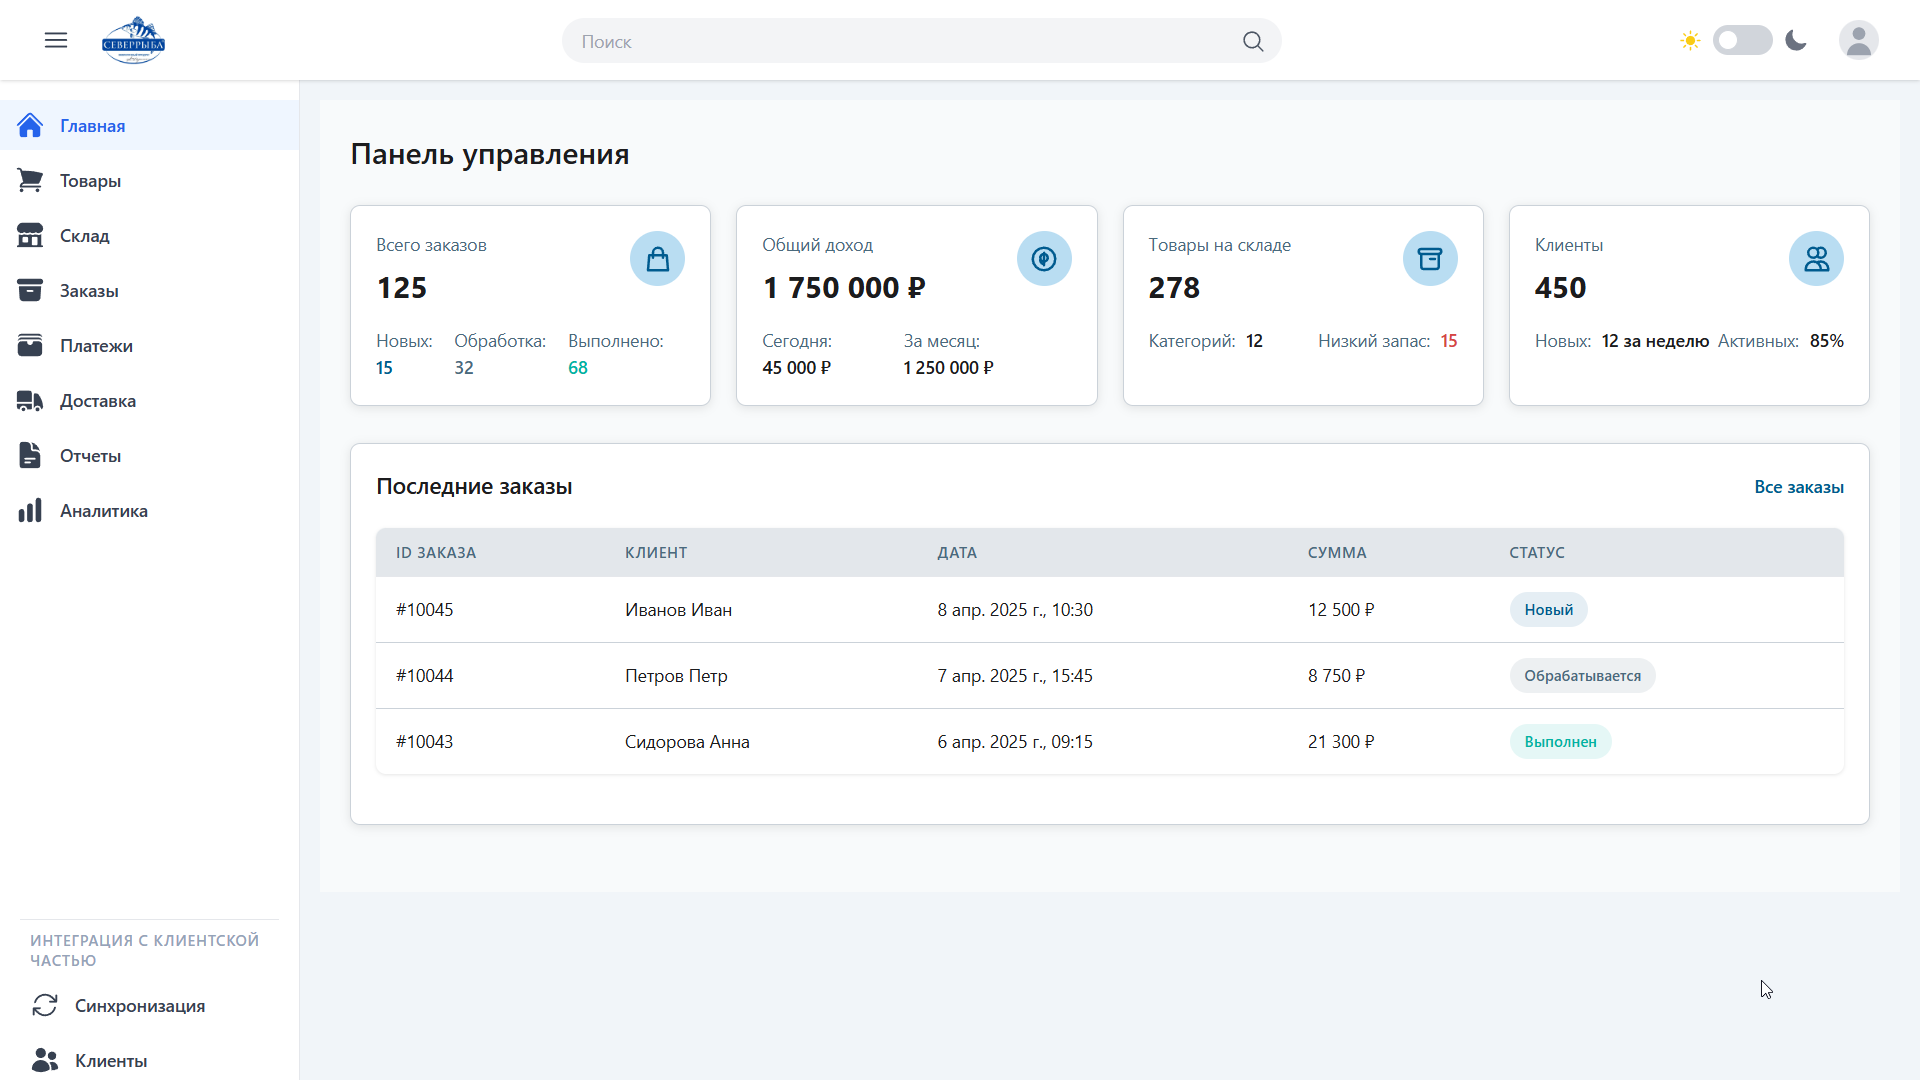 СЕВЕРРЫБА
Поиск
Главная
Товары
Склад
Заказы
Платежи
Доставка
Отчеты
Аналитика
ИНТЕГРАЦИЯ С КЛИЕНТСКОЙ
ЧАСТЬЮ
Синхронизация
Клиенты
Панель управления
Всего заказов
125
Новых: Обработка: Выполнено:
15 32 68
Общий доход
1 750 000 ₽
Сегодня: За месяц:
45 000 ₽ 1 250 000 ₽
Товары на складе
278
Категорий: 12 Низкий запас: 15
Клиенты
450
Новых: 12 за неделю Активных: 85%
Последние заказы Все заказы
ID ЗАКАЗА КЛИЕНТ ДАТА СУММА СТАТУС
#10045 Иванов Иван 8 апр. 2025 г., 10:30 12 500 ₽ Новый
#10044 Петров Петр 7 апр. 2025 г., 15:45 8 750 ₽ Обрабатывается
#10043 Сидорова Анна 6 апр. 2025 г., 09:15 21 300 ₽ Выполнен